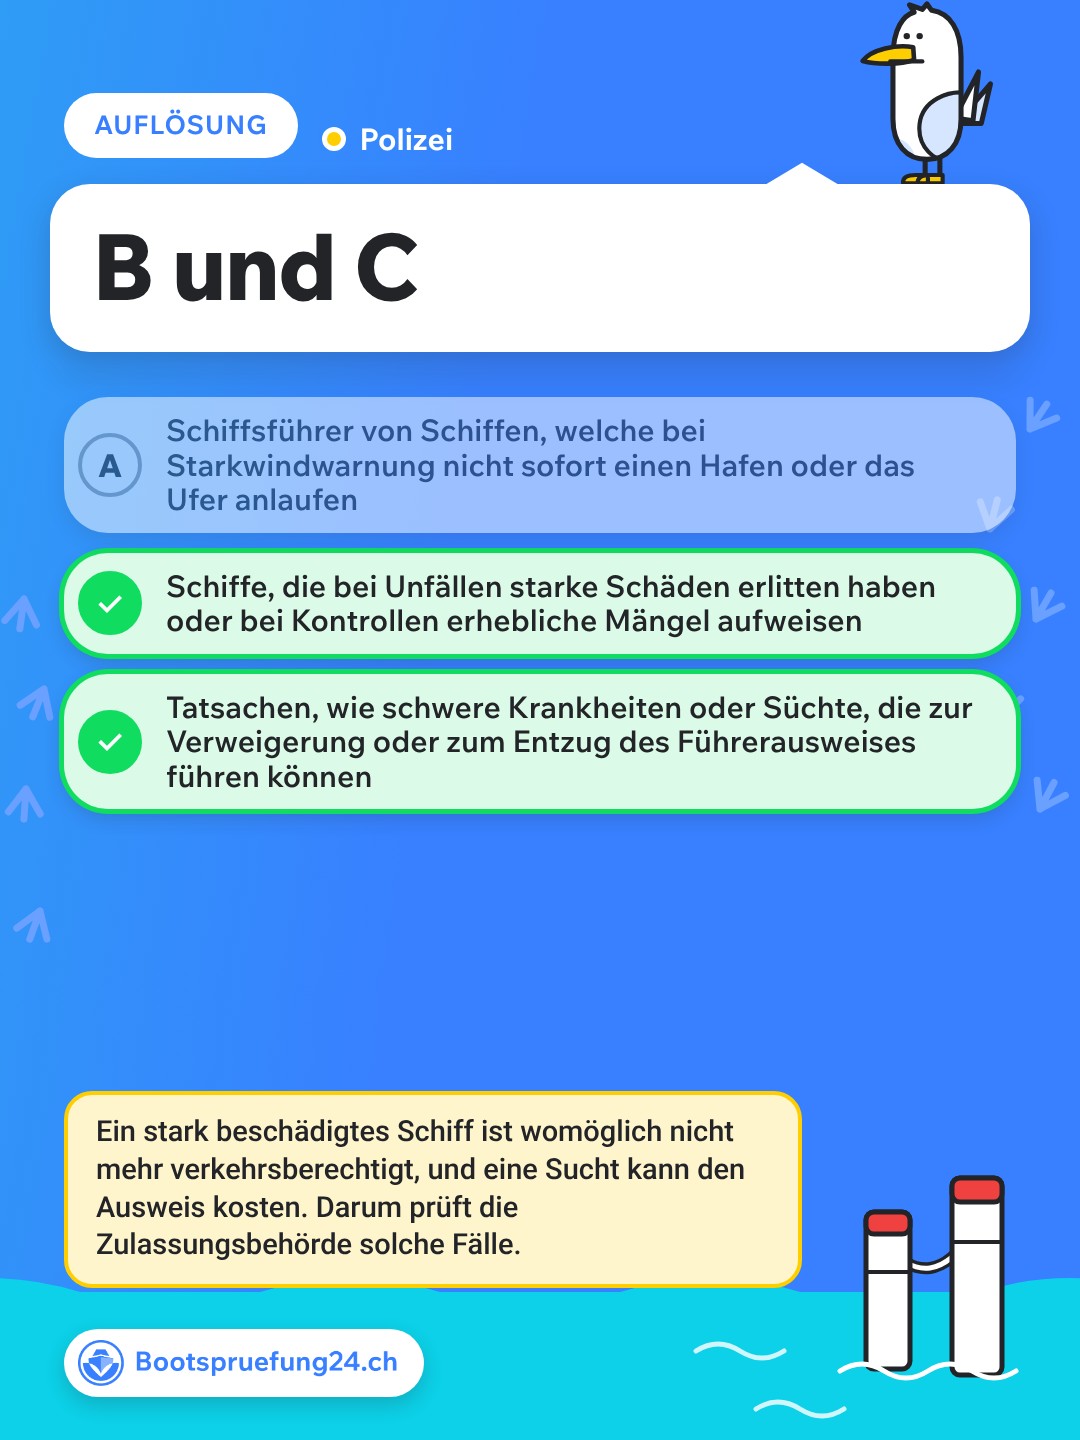 AUFLÖSUNG
Polizei
B und C
A
Schiffsführer von Schiffen, welche bei
Starkwindwarnung nicht sofort einen Hafen oder das
Ufer anlaufen
Schiffe, die bei Unfällen starke Schäden erlitten haben
oder bei Kontrollen erhebliche Mängel aufweisen
Tatsachen, wie schwere Krankheiten oder Süchte, die zur
Verweigerung oder zum Entzug des Führerausweises
führen können
Ein stark beschädigtes Schiff ist womöglich nicht
mehr verkehrsberechtigt, und eine Sucht kann den
Ausweis kosten. Darum prüft die
Zulassungsbehörde solche Fälle.
Bootspruefung24.ch